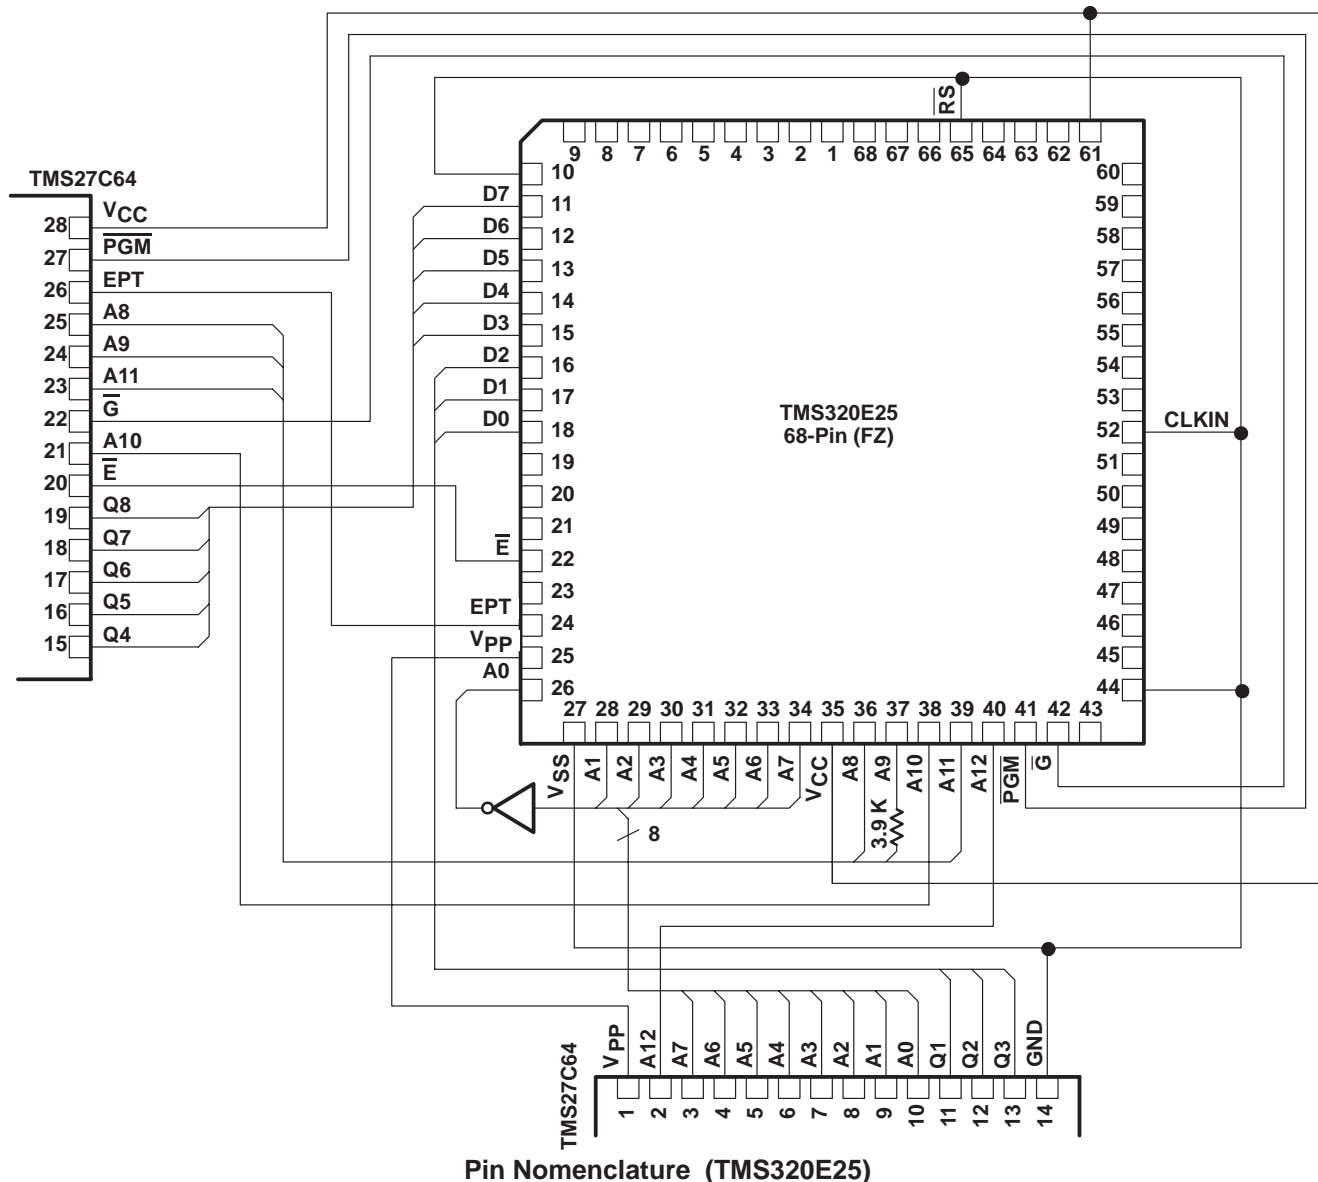 RS
9 8 7 6 5 4 3 2 1 68 67 66 65 64 63 62 61
TMS27C64
28 VCC
27 PGM
26 EPT
25 A8
24 A9
23 A11
22 G
21 A10
20 E
19 Q8
18 Q7
17 Q6
16 Q5
15 Q4
10
D7 11
D6 12
D5 13
D4 14
D3 15
D2 16
D1 17
D0 18
19
20
21
E 22
23
EPT 24
VPP 25
A0 26
TMS320E25
68-Pin (FZ)
60
59
58
57
56
55
54
53
52 CLKIN
51
50
49
48
47
46
45
44
27 28 29 30 31 32 33 34 35 36 37 38 39 40 41 42 43
VSS A1 A2 A3 A4 A5 A6 A7 VCC A8 A9 A10 A11 A12 PGM G
8
3.9 K
VPP A12 A7 A6 A5 A4 A3 A2 A1 A0 Q1 Q2 Q3 GND
TMS27C64
1 2 3 4 5 6 7 8 9 10 11 12 13 14
Pin Nomenclature (TMS320E25)